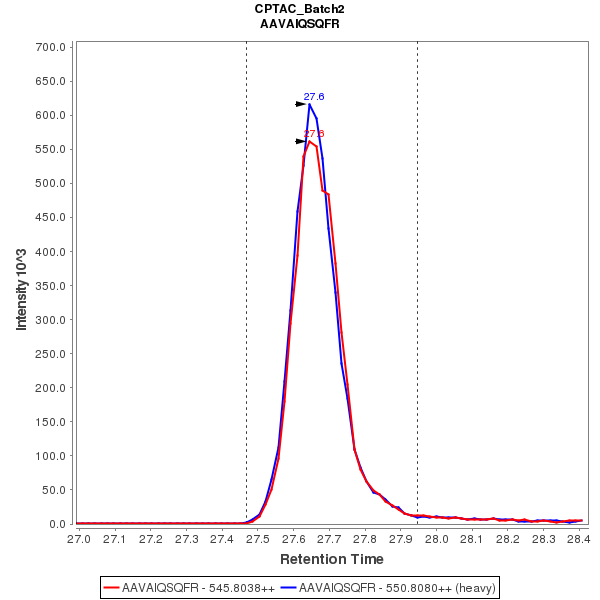 CPTAC_Batch2
AAVAIQSQFR
700.0
650.0
600.0
550.0
500.0
450.0
400.0
350.0
300.0
250.0
200.0
150.0
100.0
50.0
0.0
Intensity 10^3
27.6
27.6
27.0 27.1 27.2 27.3 27.4 27.5 27.6 27.7 27.8 27.9 28.0 28.1 28.2 28.3 28.4
Retention Time
AAVAIQSQFR - 545.8038++ AAVAIQSQFR - 550.8080++ (heavy)